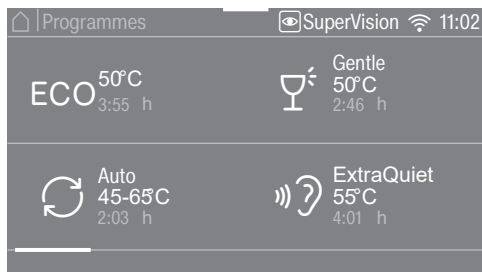 Programmes
SuperVision 11:02
ECO 50°C
3:55 h
Gentle
50°C
2:46 h
Auto
45-65°C
2:03 h
ExtraQuiet
55°C
4:01 h